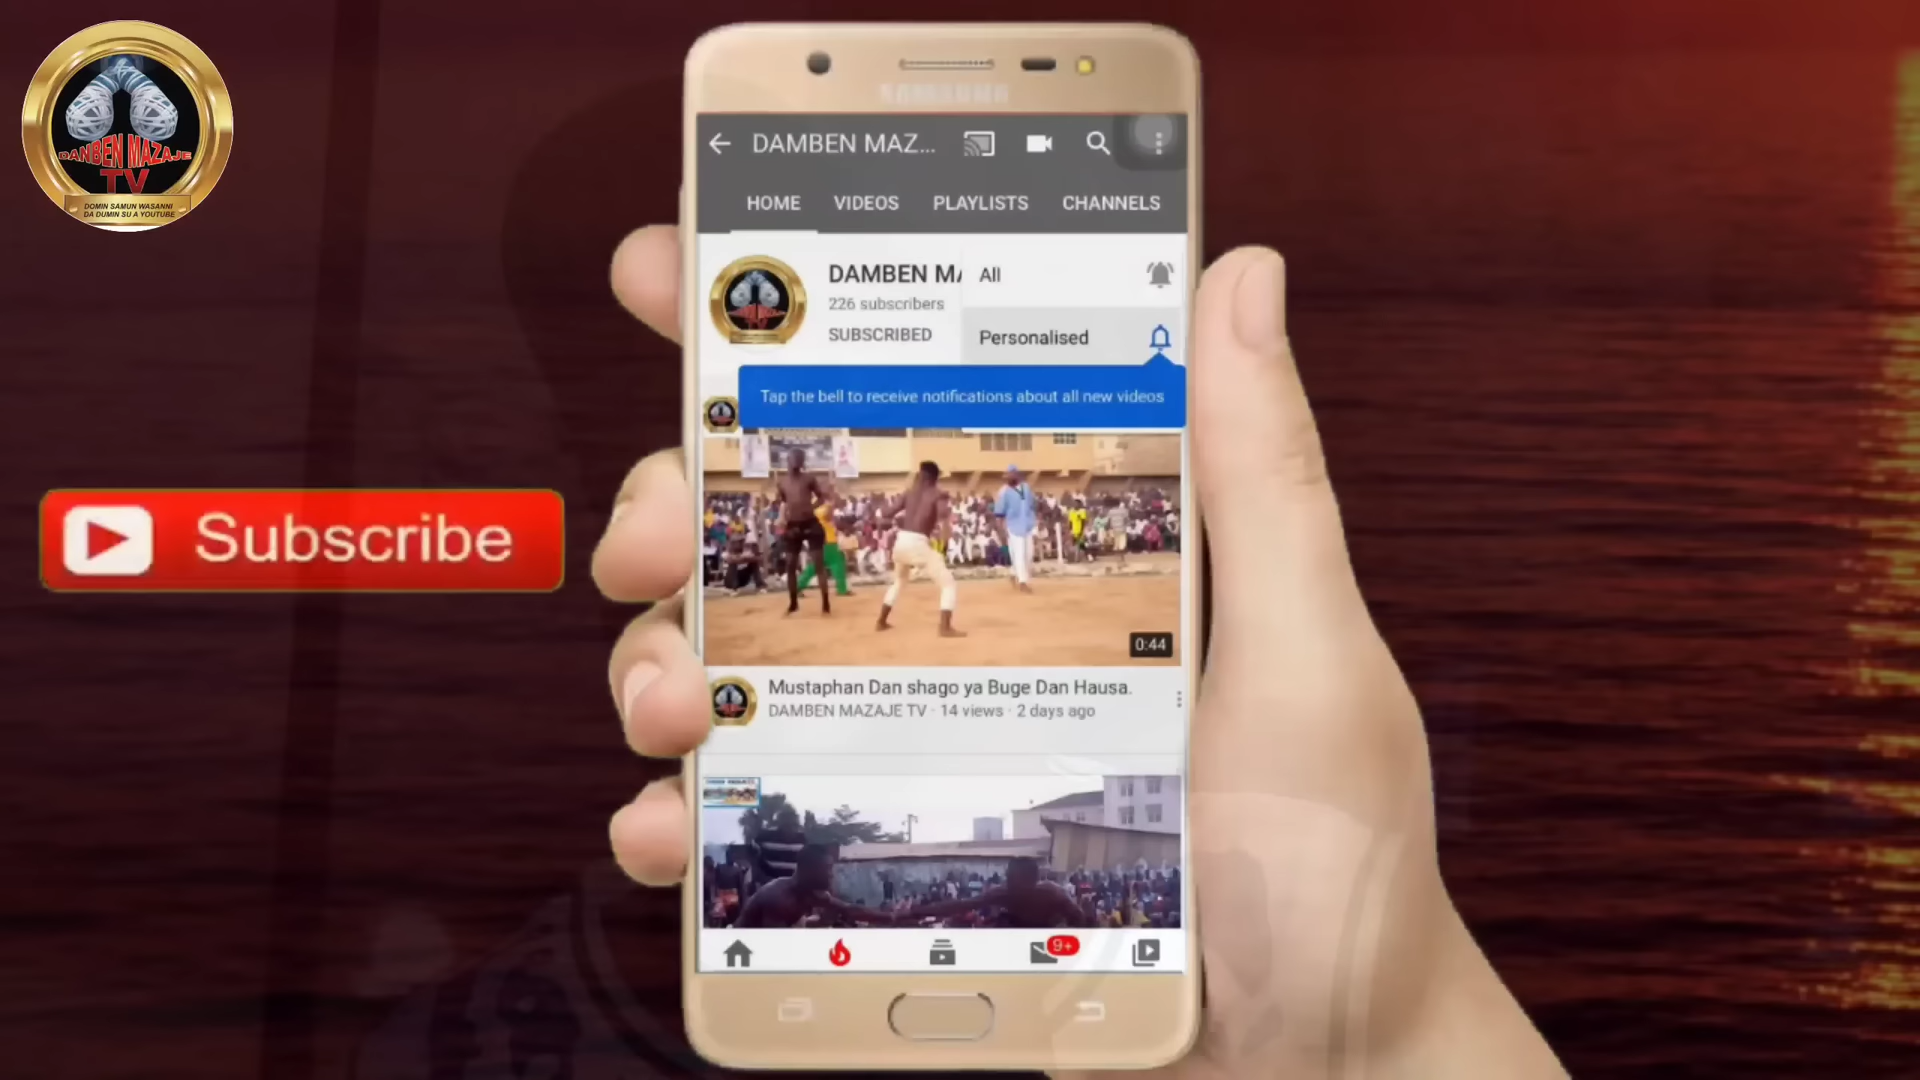 DANBEN MAZAJE
TV
DOMIN SAMUN WASANNI
DA DUMIN SU A YOUTUBE
Subscribe
SAMSUNG
DAMBEN MAZ...
HOME VIDEOS PLAYLISTS CHANNELS
DAMBEN MA
226 subscribers
SUBSCRIBED
All
Personalised
Tap the bell to receive notifications about all new videos
0:44
Mustaphan Dan shago ya Buge Dan Hausa.
DAMBEN MAZAJE TV · 14 views · 2 days ago
9+